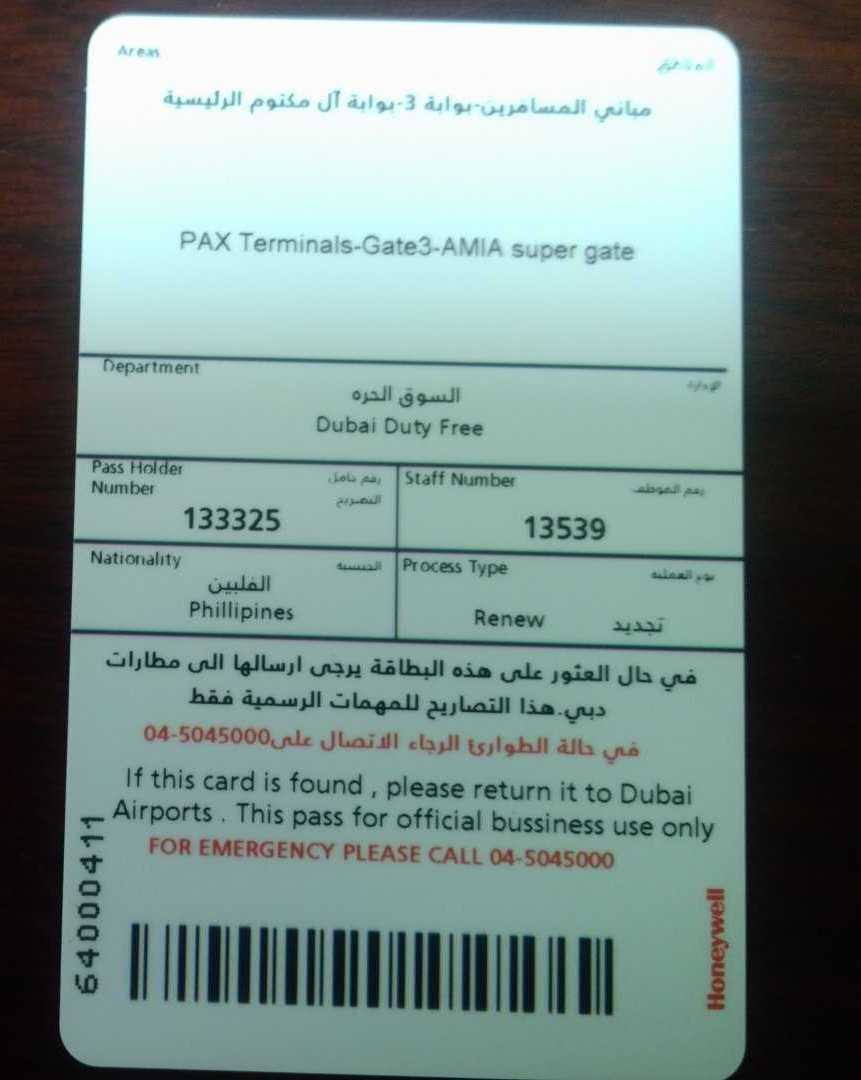 Areas
مباني المسافرين-بوابة 3-بوابة آل مكتوم الرئيسية
PAX Terminals-Gate3-AMIA super gate
Department الإدارة
السوق الحره
Dubai Duty Free
Pass Holder رقم حامل
Number التصريح
133325
Staff Number رقم الموظف
13539
Nationality الجنسية
الفلبين
Phillipines
Process Type نوع العملية
Renew تجديد
في حال العثور على هذه البطاقة يرجى ارسالها الى مطارات
دبي.هذا التصاريح للمهمات الرسمية فقط
في حالة الطوارئ الرجاء الاتصال على04-5045000
If this card is found , please return it to Dubai
Airports . This pass for official bussiness use only
FOR EMERGENCY PLEASE CALL 04-5045000
64000411
Honeywell